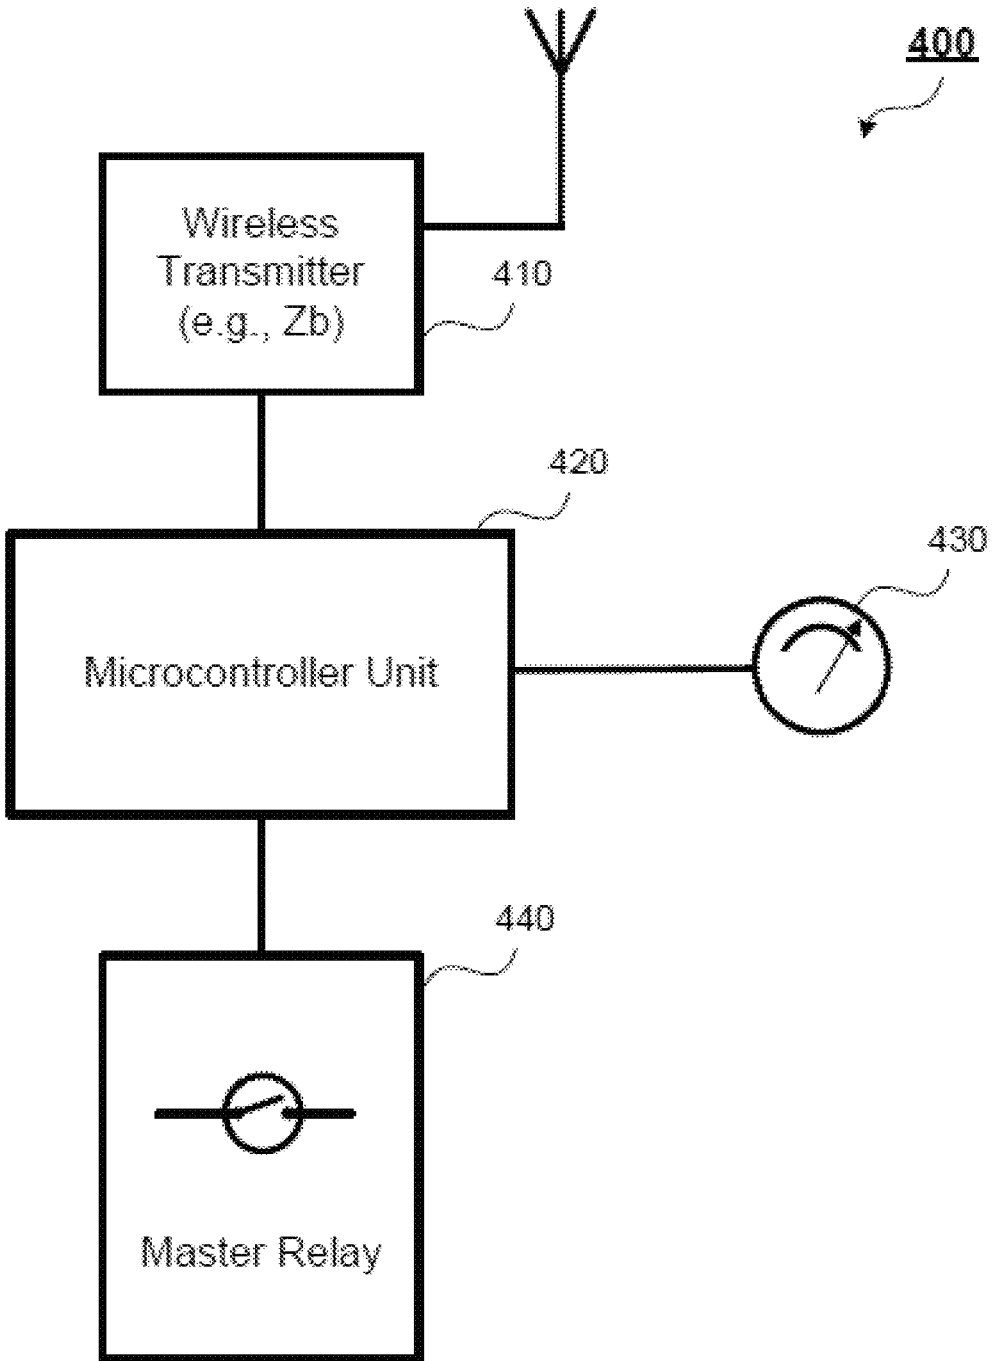 400
Wireless
Transmitter
(e.g., Zb)
410
420
430
Microcontroller Unit
440
Master Relay